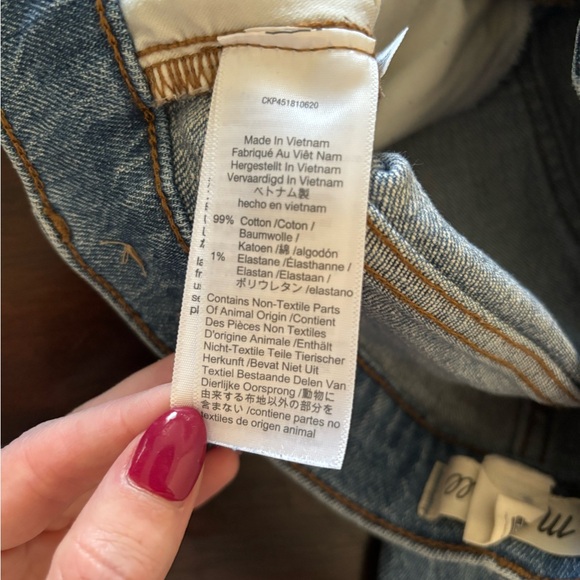 CKP451810620
Made In Vietnam
Fabriqué Au Viêt Nam
Hergestellt In Vietnam
Vervaardigd In Vietnam
ベトナム製
hecho en vietnam
99% Cotton /Coton /
Baumwolle /
Katoen /綿 /algodón
1% Elastane /Élasthanne /
Elastan /Elastaan /
ポリウレタン /elastano
Contains Non-Textile Parts
Of Animal Origin /Contient
Des Pièces Non Textiles
D'origine Animale /Enthält
Nicht-Textile Teile Tierischer
Herkunft /Bevat Niet Uit
Textiel Bestaande Delen Van
Dierlijke Oorsprong /動物に
由来する布地以外の部分を
含まない /contiene partes no
textiles de origen animal